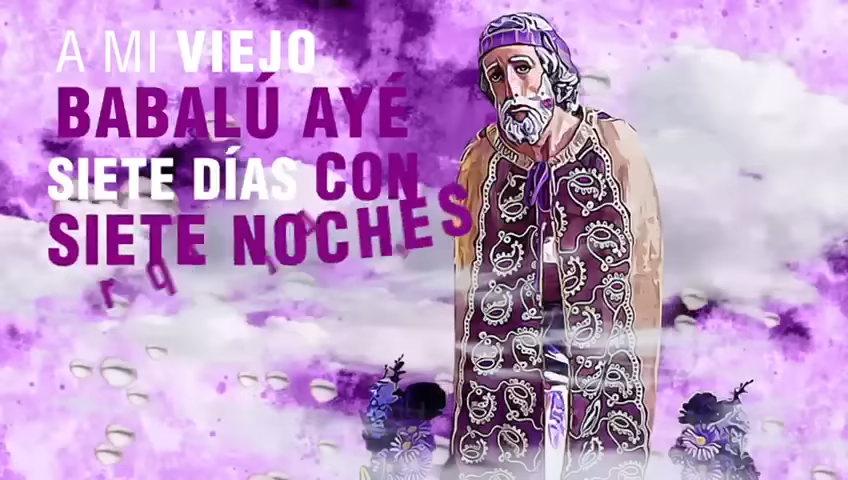 A MI VIEJO
BABALÚ AYÉ
SIETE DÍAS CON
SIETE NOCHES